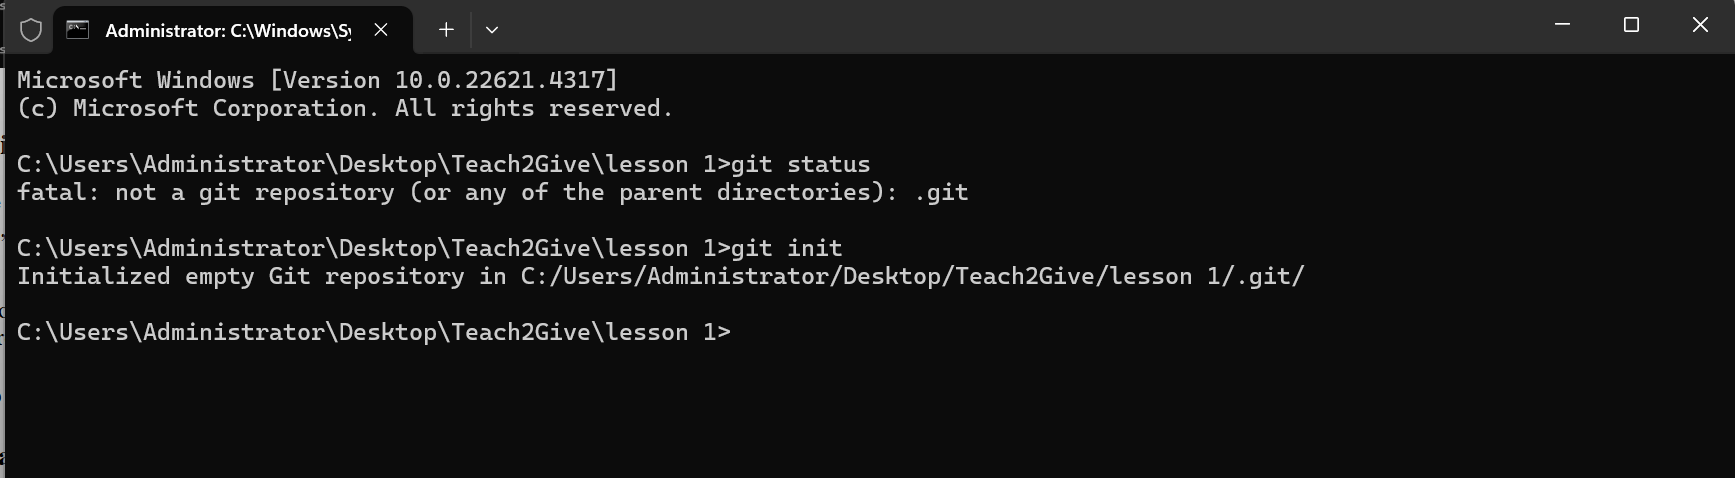 Administrator: C:\Windows\Sy
Microsoft Windows [Version 10.0.22621.4317]
(c) Microsoft Corporation. All rights reserved.
C:\Users\Administrator\Desktop\Teach2Give\lesson 1>git status
fatal: not a git repository (or any of the parent directories): .git
C:\Users\Administrator\Desktop\Teach2Give\lesson 1>git init
Initialized empty Git repository in C:/Users/Administrator/Desktop/Teach2Give/lesson 1/.git/
C:\Users\Administrator\Desktop\Teach2Give\lesson 1>